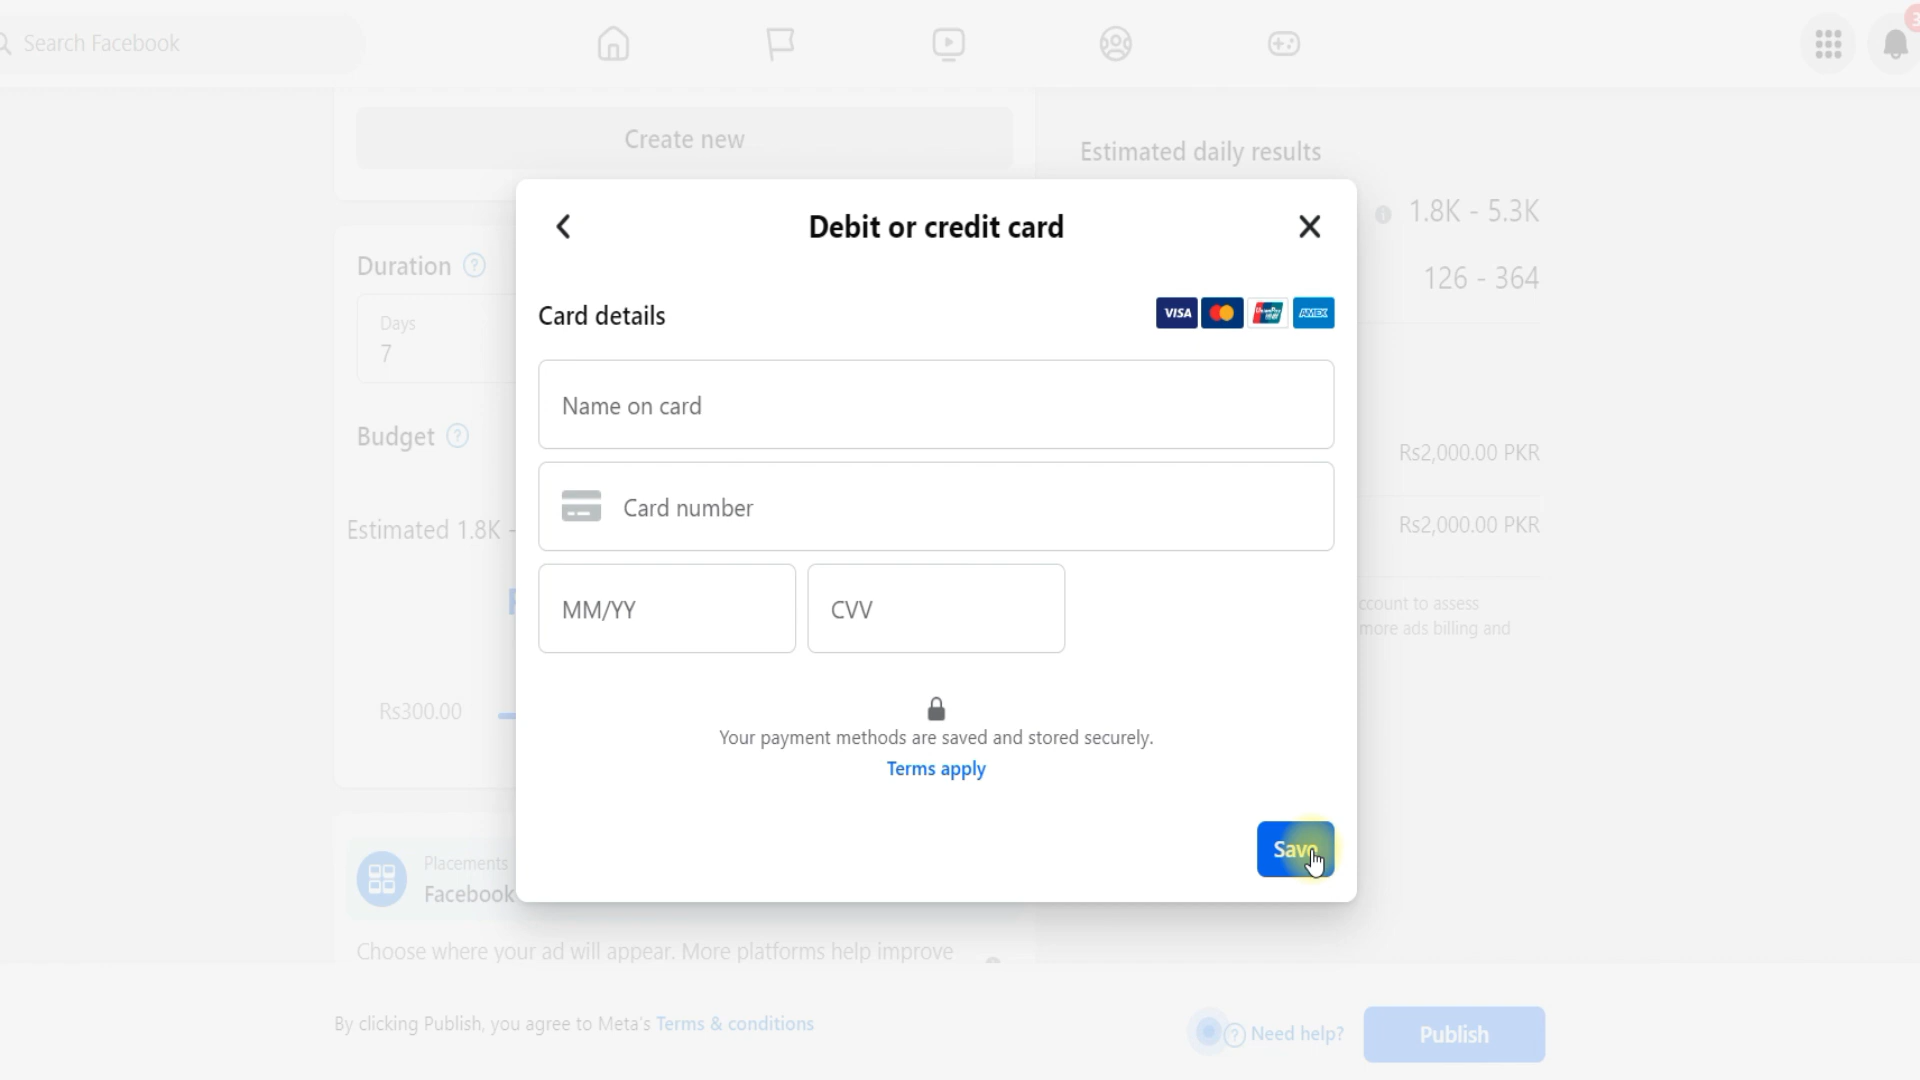 Search Facebook
3
Create new
Estimated daily results
1.8K - 5.3K
126 - 364
Duration ?
Days
7
Budget ?
Estimated 1.8K -
Rs300.00
Rs2,000.00 PKR
Rs2,000.00 PKR
ccount to assess
more ads billing and
Debit or credit card
Card details
VISA
UnionPay
AMEX
Name on card
Card number
MM/YY
CVV
Your payment methods are saved and stored securely.
Terms apply
Save
Placements
Facebook
Choose where your ad will appear. More platforms help improve
By clicking Publish, you agree to Meta's Terms & conditions
? Need help?
Publish